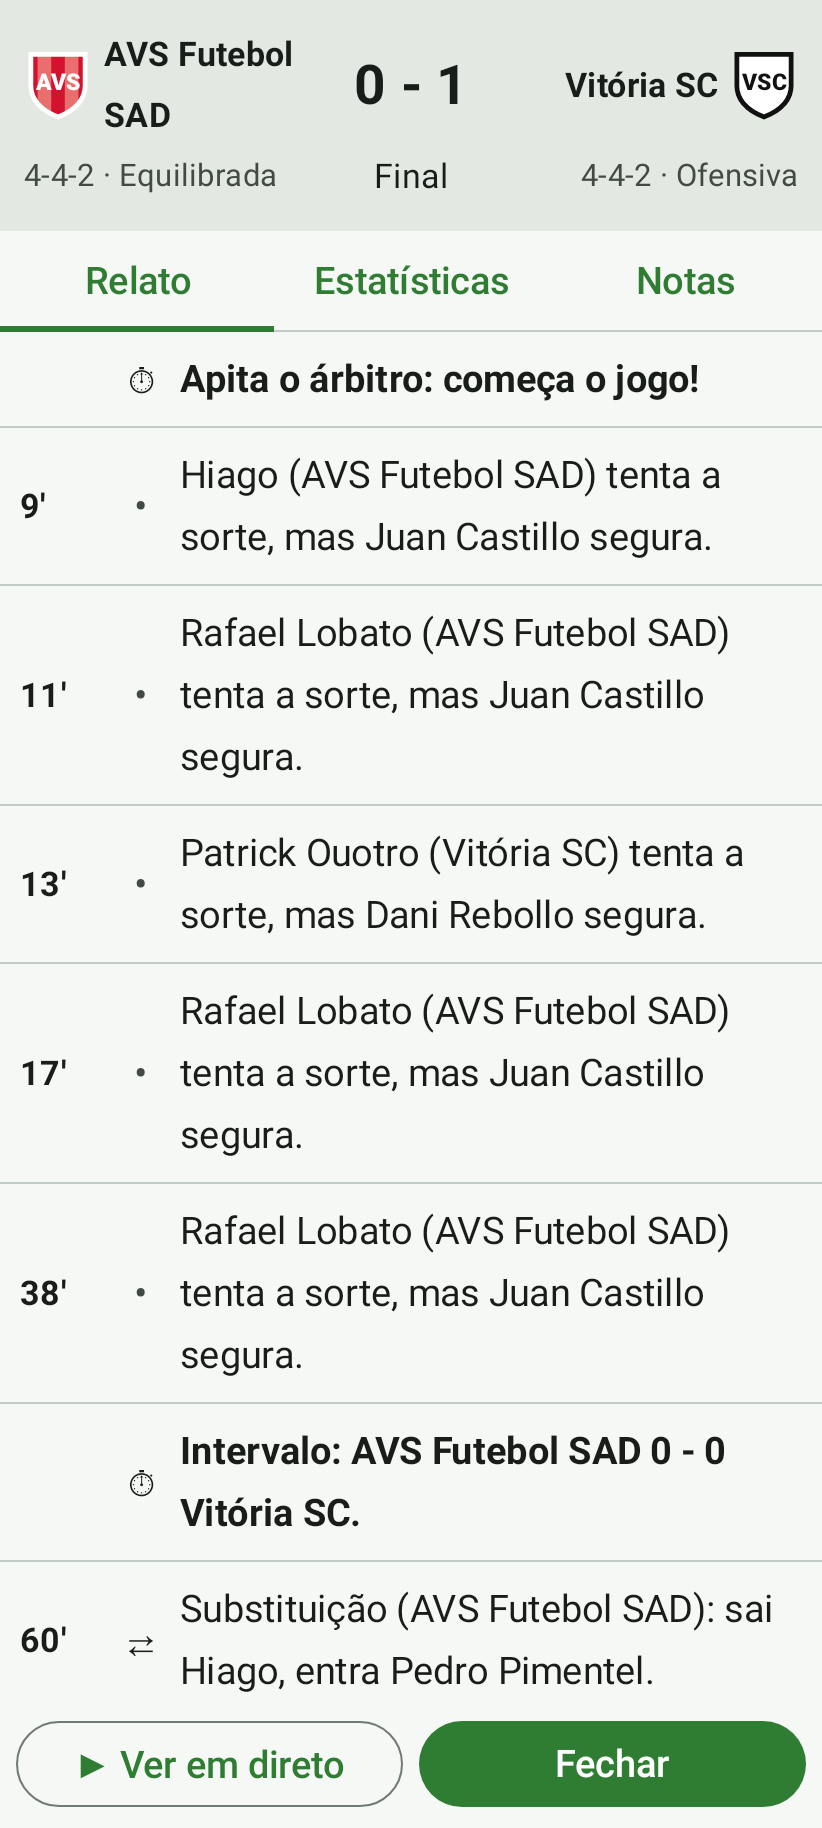 AVS
AVS Futebol
SAD
0 - 1
Vitória SC
VSC
4-4-2 · Equilibrada
Final
4-4-2 · Ofensiva
Relato
Estatísticas
Notas
Apita o árbitro: começa o jogo!
9'
Hiago (AVS Futebol SAD) tenta a
sorte, mas Juan Castillo segura.
11'
Rafael Lobato (AVS Futebol SAD)
tenta a sorte, mas Juan Castillo
segura.
13'
Patrick Ouotro (Vitória SC) tenta a
sorte, mas Dani Rebollo segura.
17'
Rafael Lobato (AVS Futebol SAD)
tenta a sorte, mas Juan Castillo
segura.
38'
Rafael Lobato (AVS Futebol SAD)
tenta a sorte, mas Juan Castillo
segura.
Intervalo: AVS Futebol SAD 0 - 0
Vitória SC.
60'
Substituição (AVS Futebol SAD): sai
Hiago, entra Pedro Pimentel.
► Ver em direto
Fechar